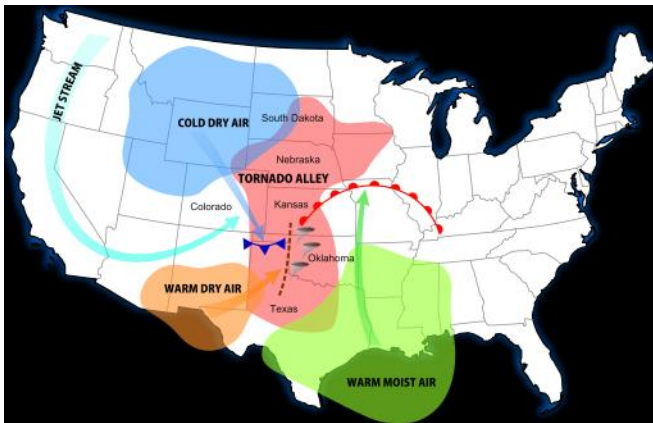 JET STREAM
COLD DRY AIR
South Dakota
Nebraska
TORNADO ALLEY
Colorado
Kansas
Oklahoma
WARM DRY AIR
Texas
WARM MOIST AIR